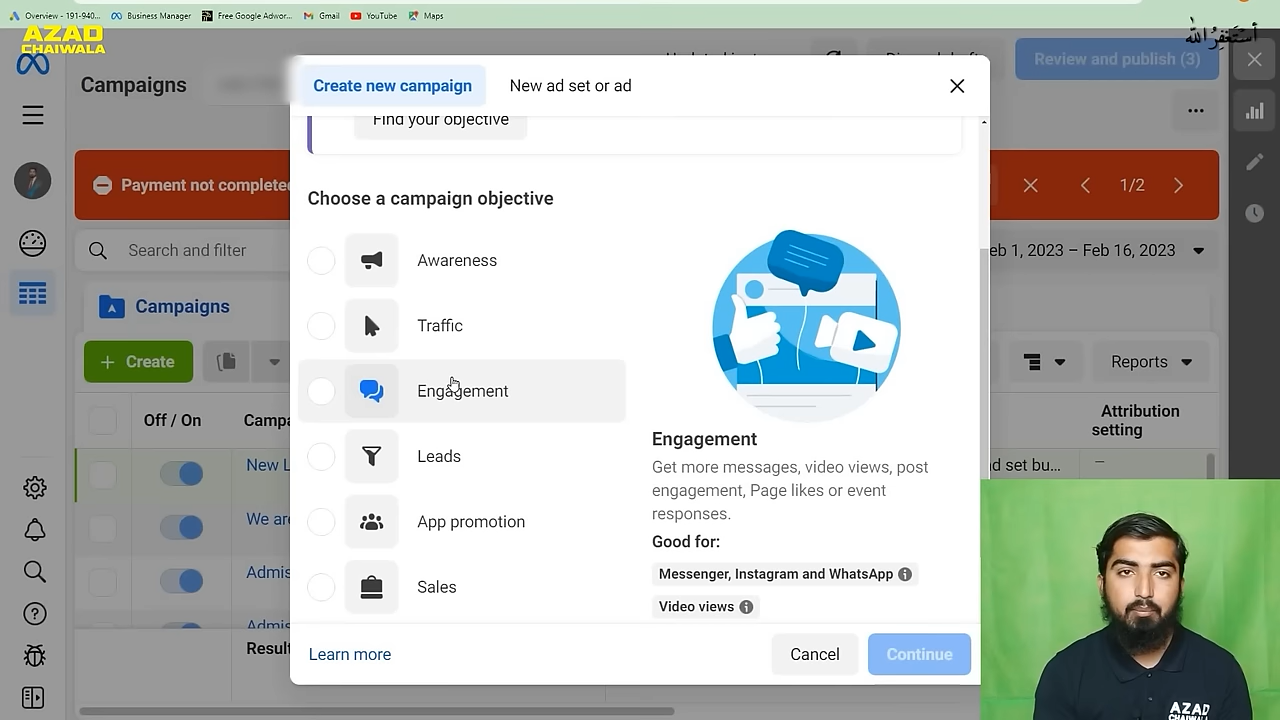 Overview - 191-940...
Business Manager
Free Google Adwor...
Gmail
YouTube
Maps
AZAD
CHAIWALA
أستغفر الله
Campaigns
Review and publish (3)
Create new campaign
New ad set or ad
Find your objective
Payment not complete
1/2
Choose a campaign objective
Search and filter
eb 1, 2023 – Feb 16, 2023
Awareness
Traffic
Engagement
Leads
App promotion
Sales
Engagement
Get more messages, video views, post
engagement, Page likes or event
responses.
Good for:
Messenger, Instagram and WhatsApp
Video views
Campaigns
+ Create
Reports
Off / On
Campa
Attribution
setting
New L
d set bu...
—
We are
Admis
Admis
Result
Learn more
Cancel
Continue
AZAD
CHAIWALA